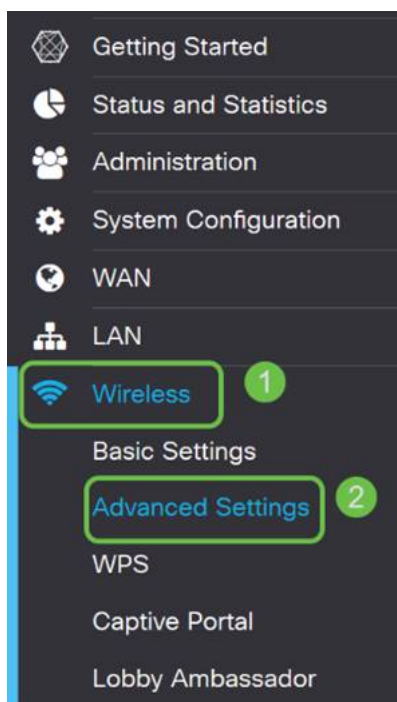 Getting Started
Status and Statistics
Administration
System Configuration
WAN
LAN
Wireless 1
Basic Settings
Advanced Settings 2
WPS
Captive Portal
Lobby Ambassador